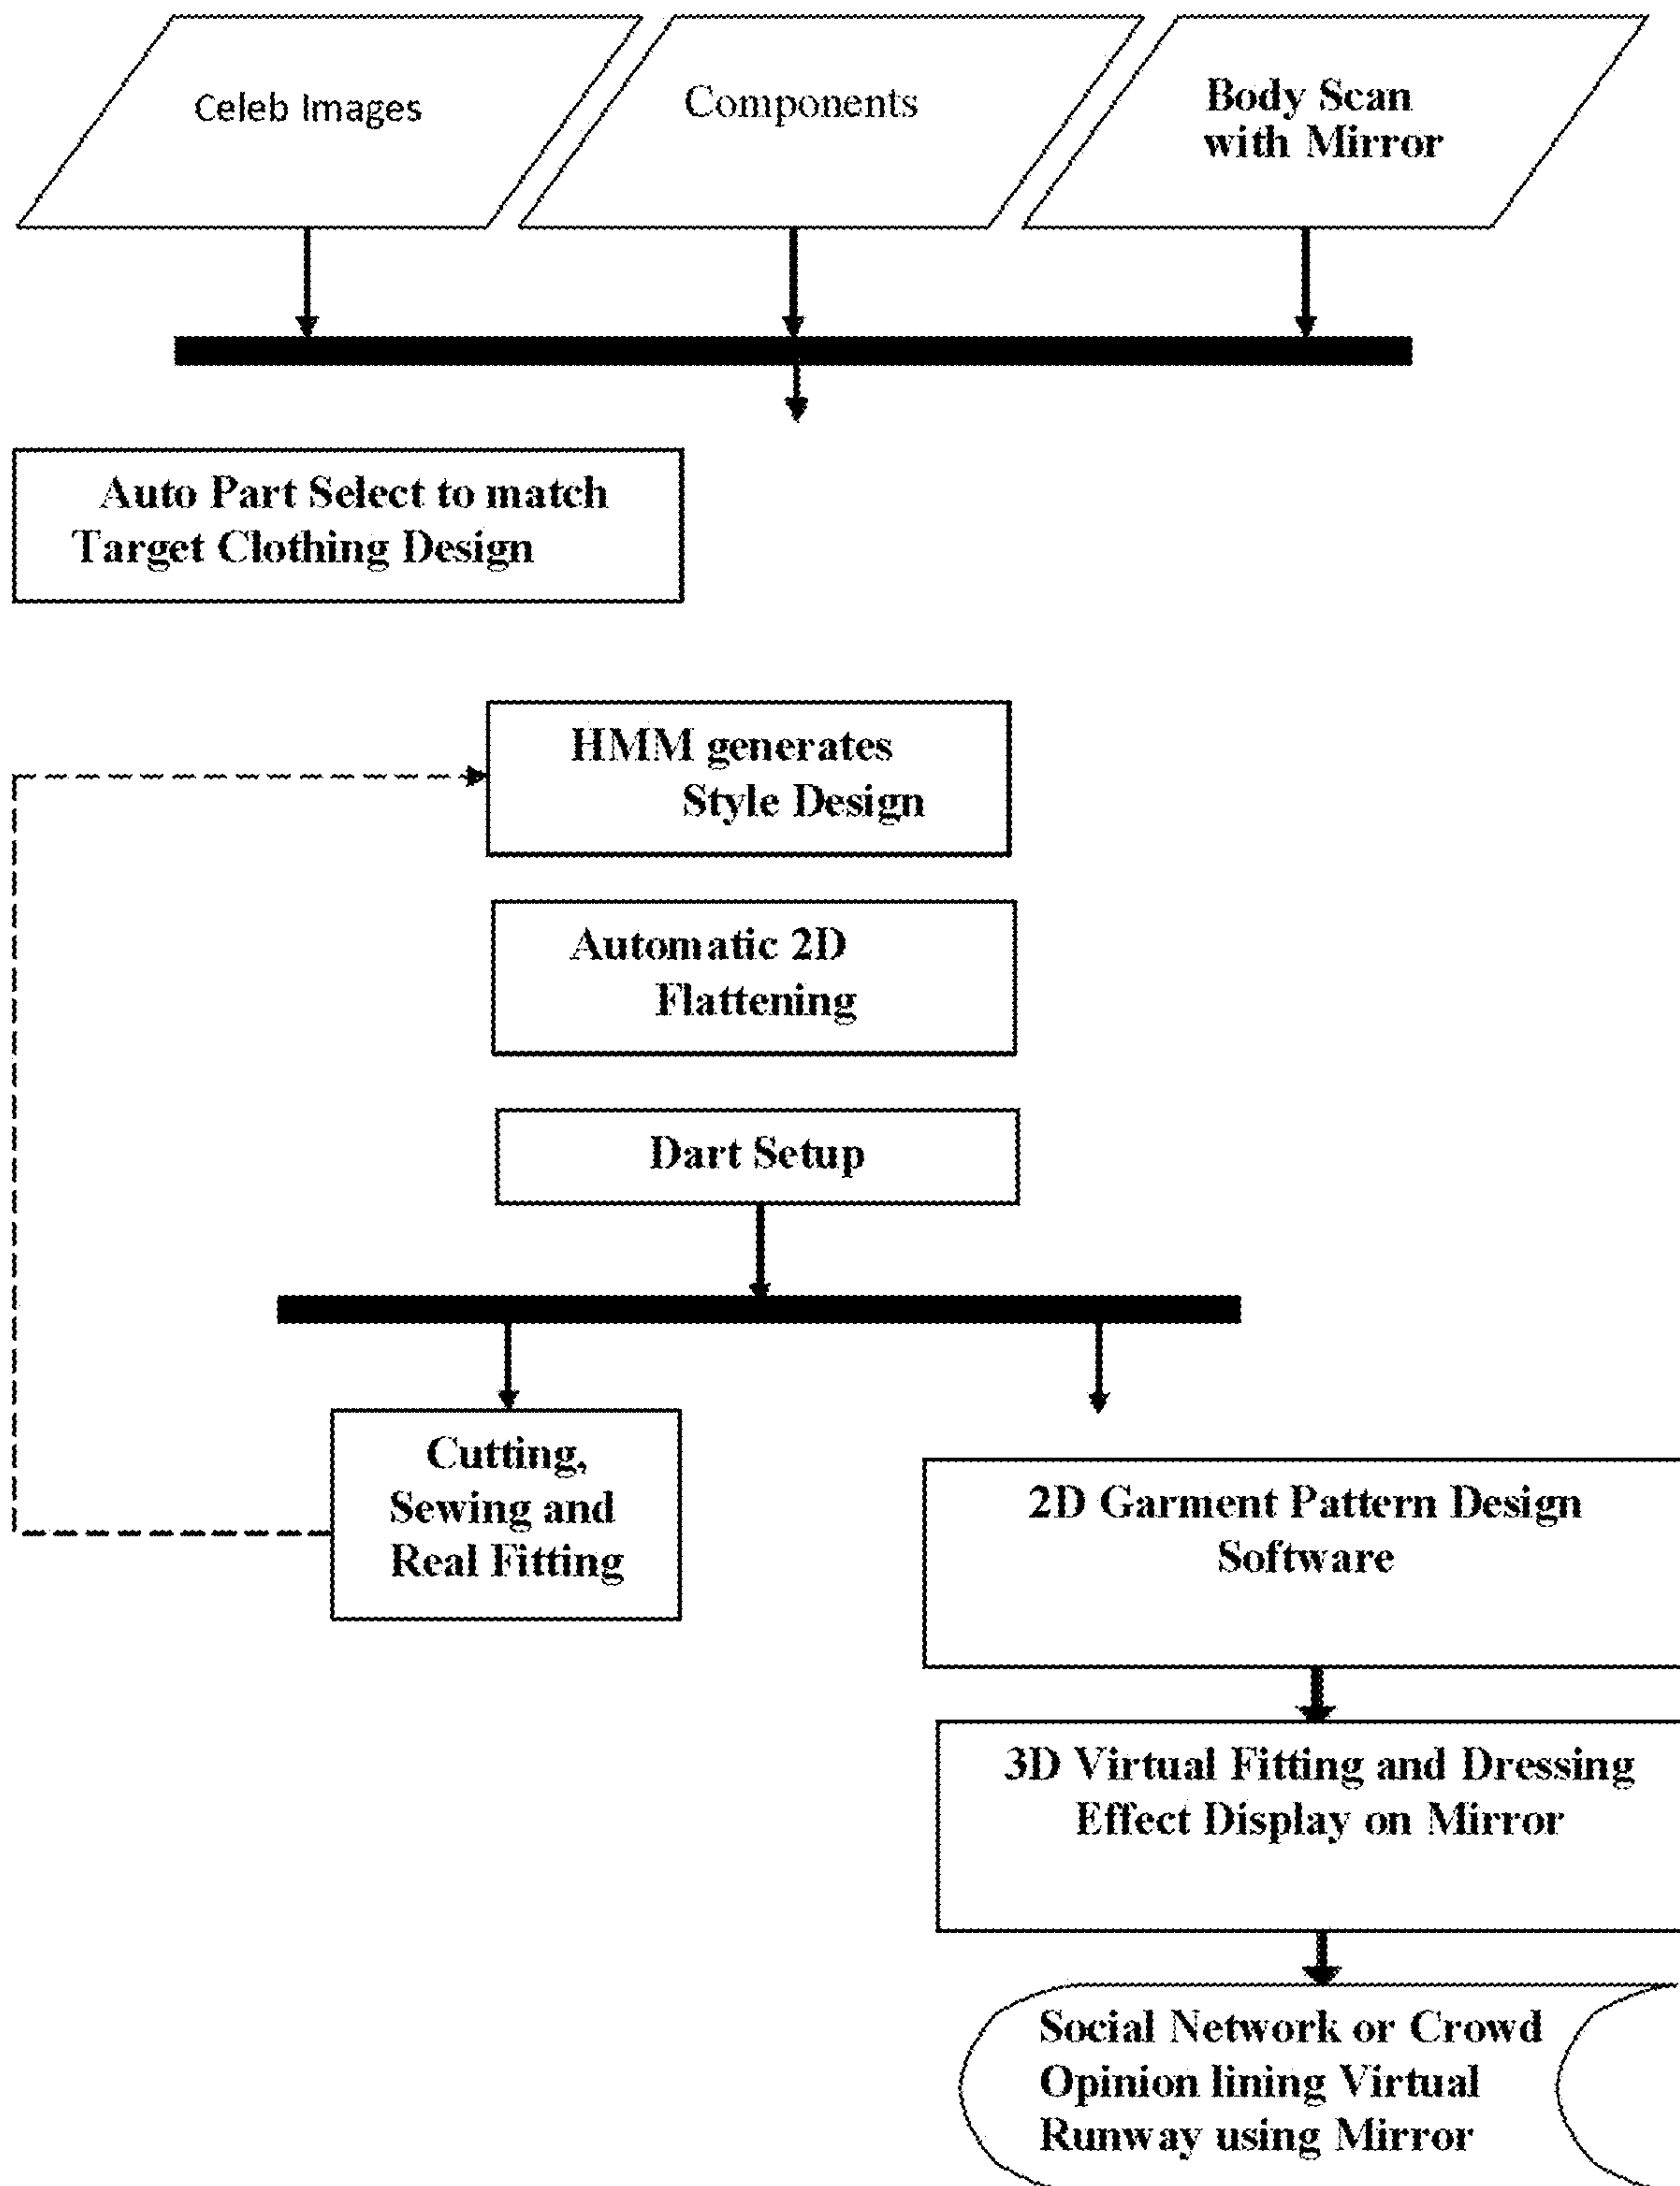 Celeb Images
Components
Body Scan
with Mirror
Auto Part Select to match
Target Clothing Design
HMM generates
Style Design
Automatic 2D
Flattening
Dart Setup
Cutting,
Sewing and
Real Fitting
2D Garment Pattern Design
Software
3D Virtual Fitting and Dressing
Effect Display on Mirror
Social Network or Crowd
Opinion lining Virtual
Runway using Mirror